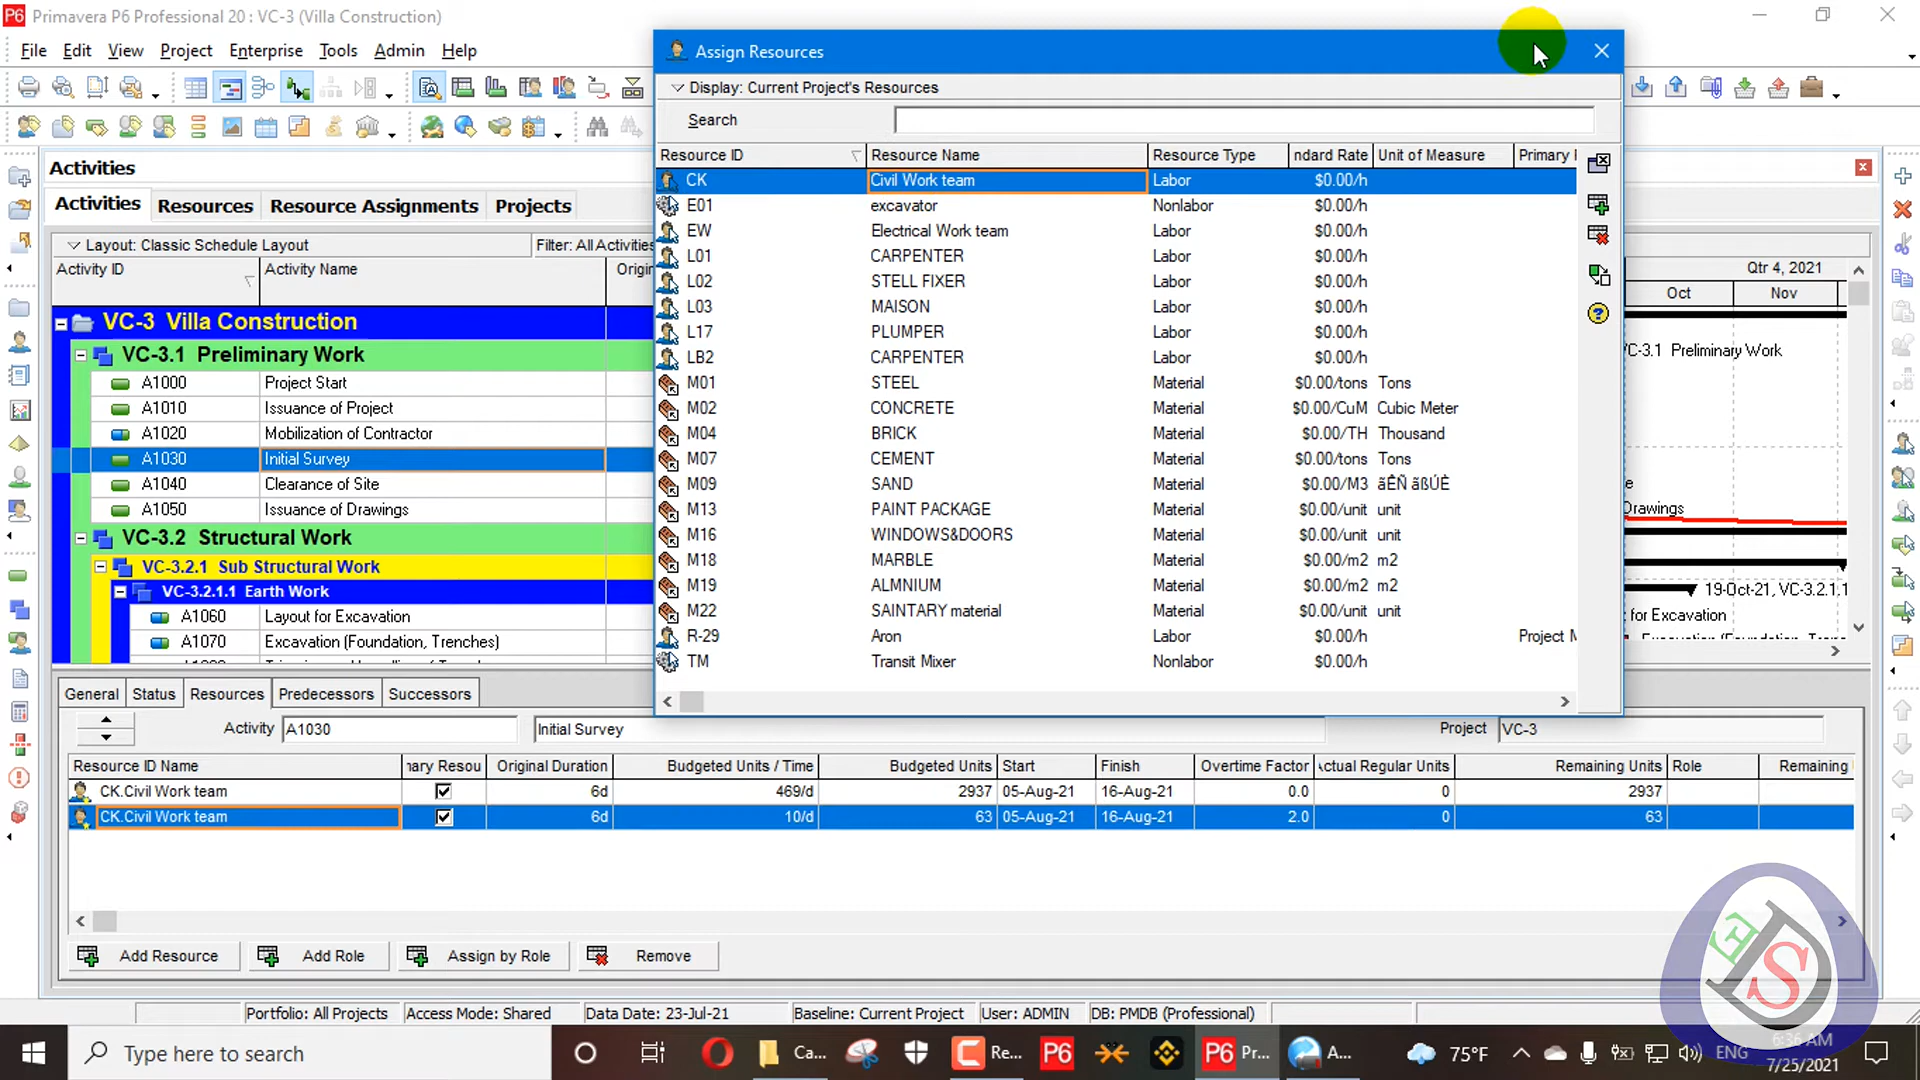 Primavera P6 Professional 20 : VC-3 (Villa Construction)
File Edit View Project Enterprise Tools Admin Help
Assign Resources
Display: Current Project's Resources
Search
Resource ID Resource Name Resource Type ndard Rate Unit of Measure Primary
CK Civil Work team Labor $0.00/h
E01 excavator Nonlabor $0.00/h
EW Electrical Work team Labor $0.00/h
L01 CARPENTER Labor $0.00/h
L02 STELL FIXER Labor $0.00/h
L03 MAISON Labor $0.00/h
L17 PLUMPER Labor $0.00/h
LB2 CARPENTER Labor $0.00/h
M01 STEEL Material $0.00/tons Tons
M02 CONCRETE Material $0.00/CuM Cubic Meter
M04 BRICK Material $0.00/TH Thousand
M07 CEMENT Material $0.00/tons Tons
M09 SAND Material $0.00/M3 ãÊÑ ãßÚÈ
M13 PAINT PACKAGE Material $0.00/unit unit
M16 WINDOWS&DOORS Material $0.00/unit unit
M18 MARBLE Material $0.00/m2 m2
M19 ALMNIUM Material $0.00/m2 m2
M22 SAINTARY material Material $0.00/unit unit
R-29 Aron Labor $0.00/h Project M
TM Transit Mixer Nonlabor $0.00/h
Activities
Activities Resources Resource Assignments Projects
Layout: Classic Schedule Layout Filter: All Activities
Activity ID Activity Name Origi
Qtr 4, 2021
Oct Nov
VC-3 Villa Construction
VC-3.1 Preliminary Work
A1000 Project Start
A1010 Issuance of Project
A1020 Mobilization of Contractor
A1030 Initial Survey
A1040 Clearance of Site
A1050 Issuance of Drawings
VC-3.2 Structural Work
VC-3.2.1 Sub Structural Work
VC-3.2.1.1 Earth Work
A1060 Layout for Excavation
A1070 Excavation (Foundation, Trenches)
/C-3.1 Preliminary Work
Drawings
19-Oct-21, VC-3.2.1.1
for Excavation
General Status Resources Predecessors Successors
Activity A1030 Initial Survey Project VC-3
Resource ID Name nary Resou Original Duration Budgeted Units / Time Budgeted Units Start Finish Overtime Factor Actual Regular Units Remaining Units Role Remaining
CK.Civil Work team 6d 469/d 2937 05-Aug-21 16-Aug-21 0.0 0 2937
CK.Civil Work team 6d 10/d 63 05-Aug-21 16-Aug-21 2.0 0 63
Add Resource Add Role Assign by Role Remove
Portfolio: All Projects Access Mode: Shared Data Date: 23-Jul-21 Baseline: Current Project User: ADMIN DB: PMDB (Professional)
Type here to search Ca... Re... P6 P6 Pr... A... 75°F ENG 6:36 AM
7/25/2021
E D S